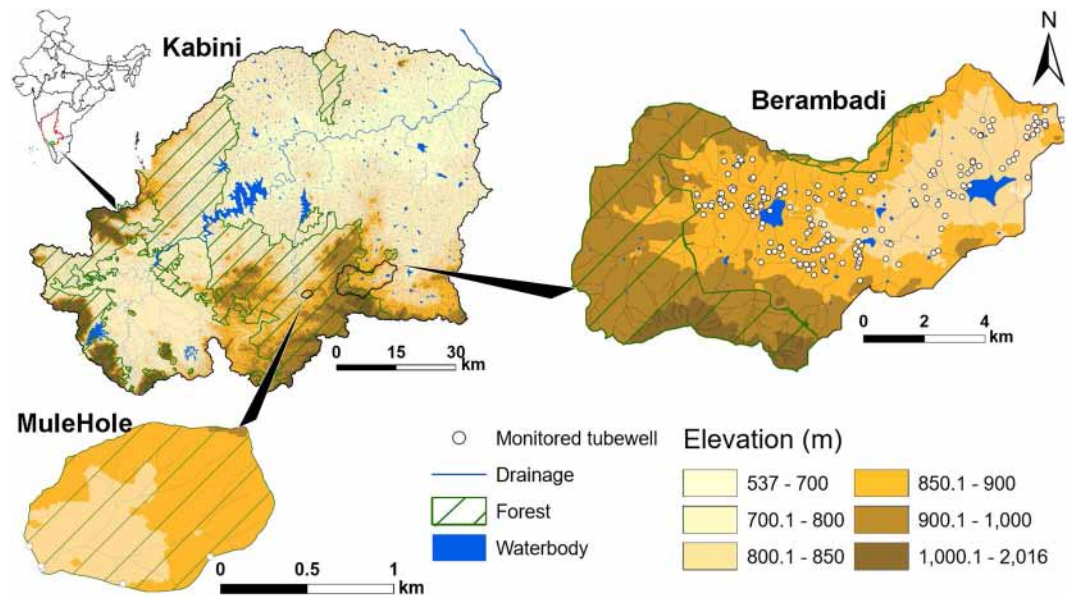 Kabini
N
Berambadi
0 15 30
km
0 2 4
km
MuleHole
0 0.5 1
km
Monitored tubewell
Drainage
Forest
Waterbody
Elevation (m)
537 - 700
700.1 - 800
800.1 - 850
850.1 - 900
900.1 - 1,000
1,000.1 - 2,016